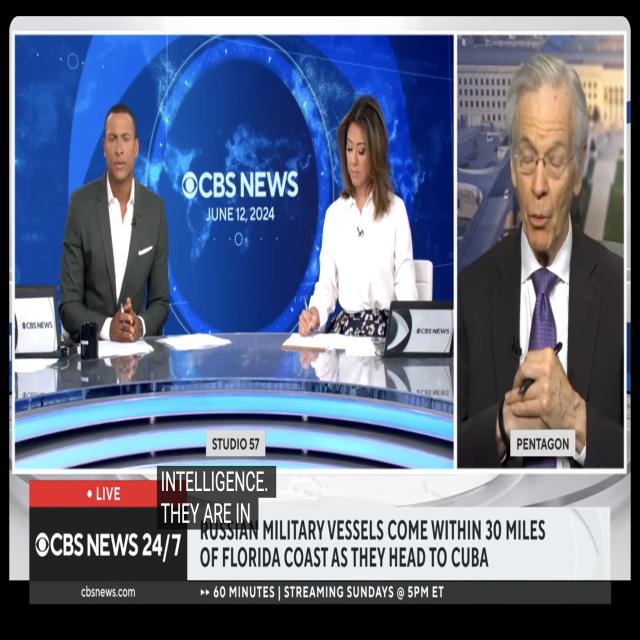 CBS NEWS
JUNE 12, 2024
CBS NEWS
CBS NEWS
STUDIO 57
PENTAGON
• LIVE
INTELLIGENCE.
THEY ARE IN
CBS NEWS 24/7
RUSSIAN MILITARY VESSELS COME WITHIN 30 MILES
OF FLORIDA COAST AS THEY HEAD TO CUBA
cbsnews.com
60 MINUTES | STREAMING SUNDAYS @ 5PM ET